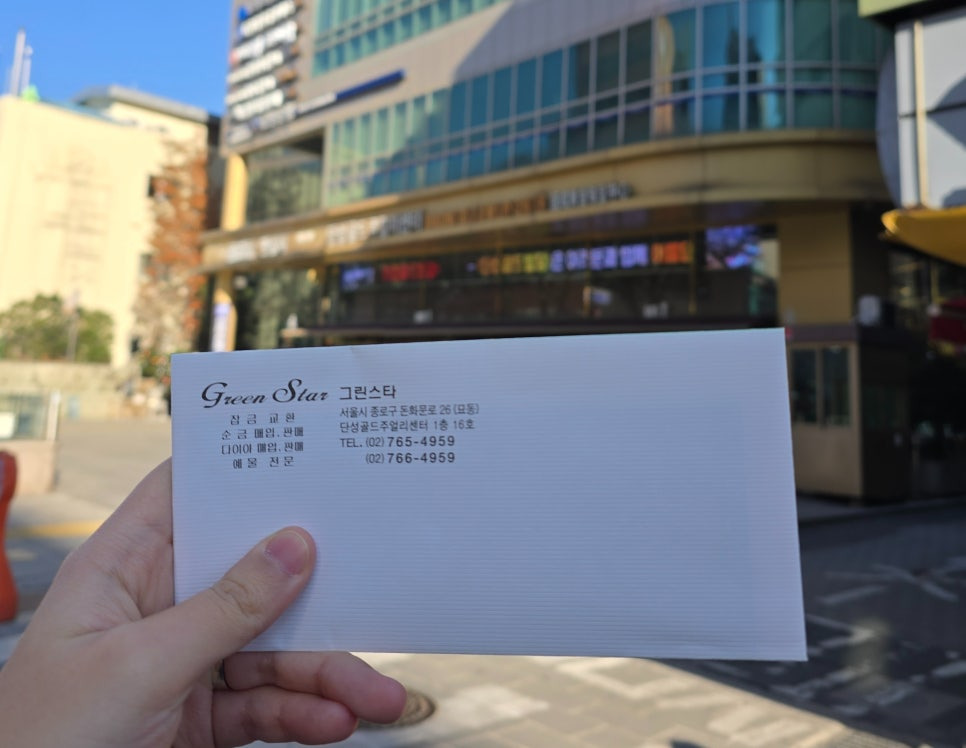 Green Star 그린스타
잠금 교환
순금 매입.판매
다이아 매입.판매
예물 전문
서울시 종로구 돈화문로 26 (묘동)
단성골드주얼리센터 1층 16호
TEL. (02) 765-4959
(02) 766-4959